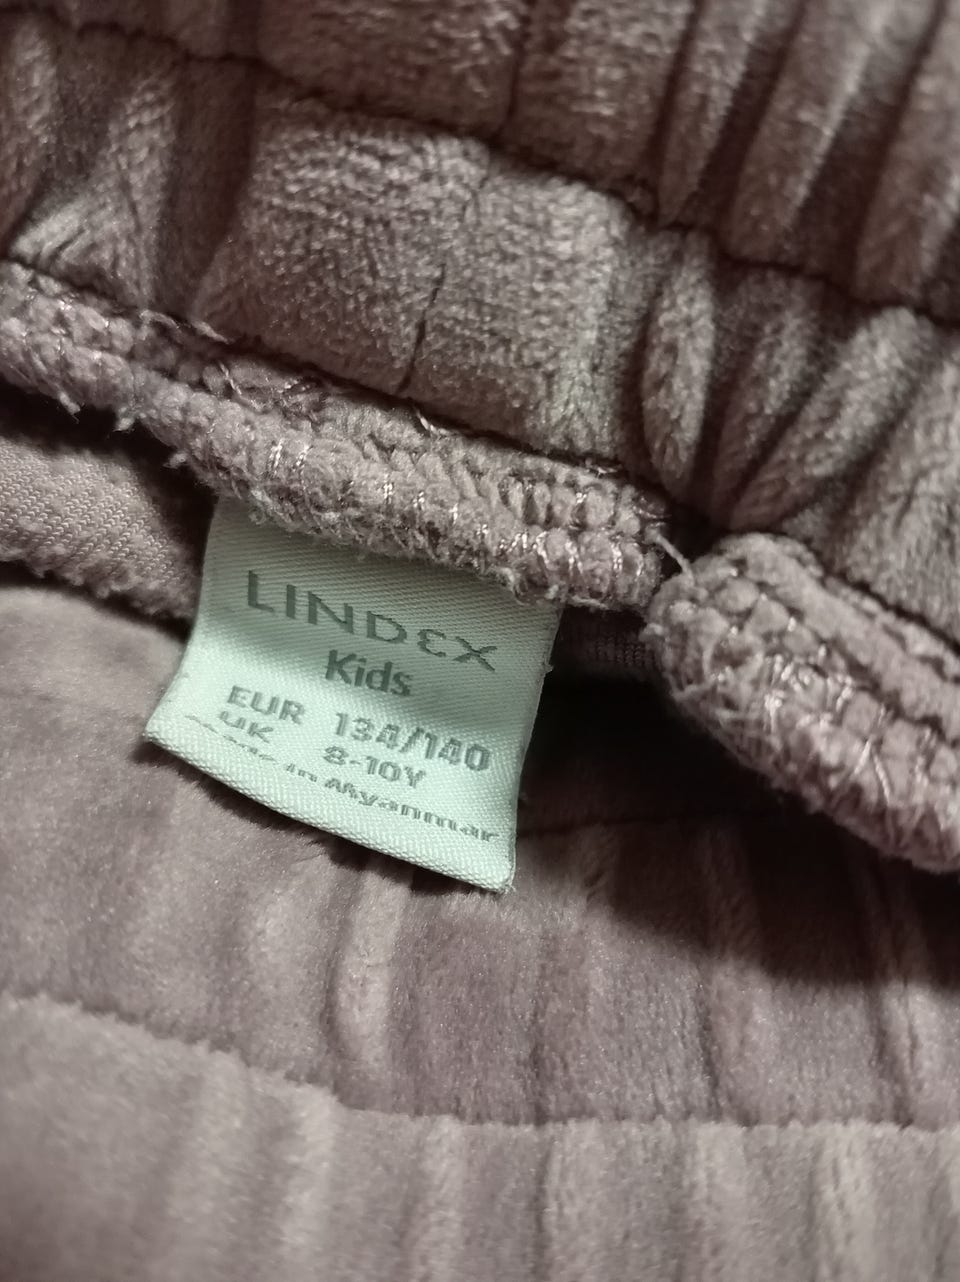 LINDEX
Kids
EUR 134/140
UK 8-10Y
in Myanmar